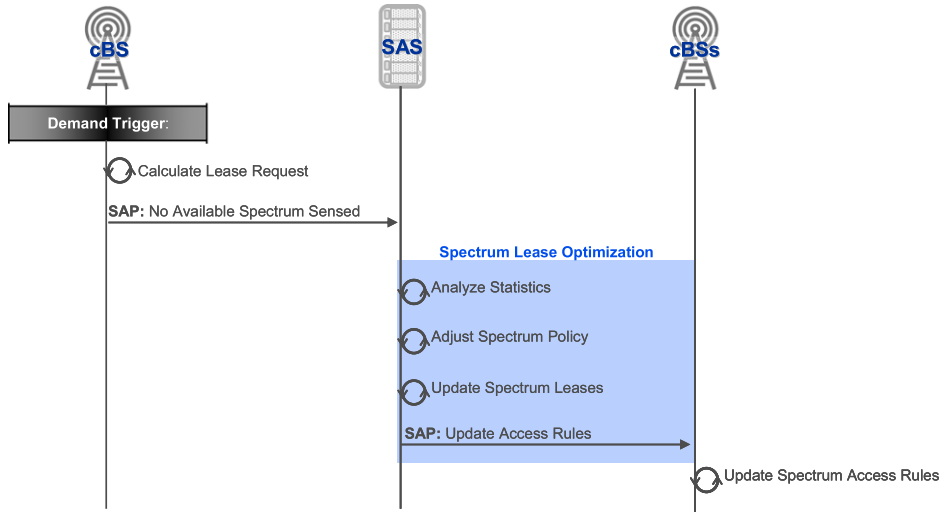 cBS
SAS
cBSs
Demand Trigger:
Calculate Lease Request
SAP: No Available Spectrum Sensed
Spectrum Lease Optimization
Analyze Statistics
Adjust Spectrum Policy
Update Spectrum Leases
SAP: Update Access Rules
Update Spectrum Access Rules